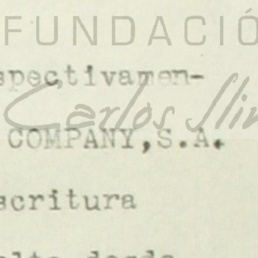 FUNDACIÓ
spectivamen-
Carlos Slim
COMPANY,S.A.
scritura